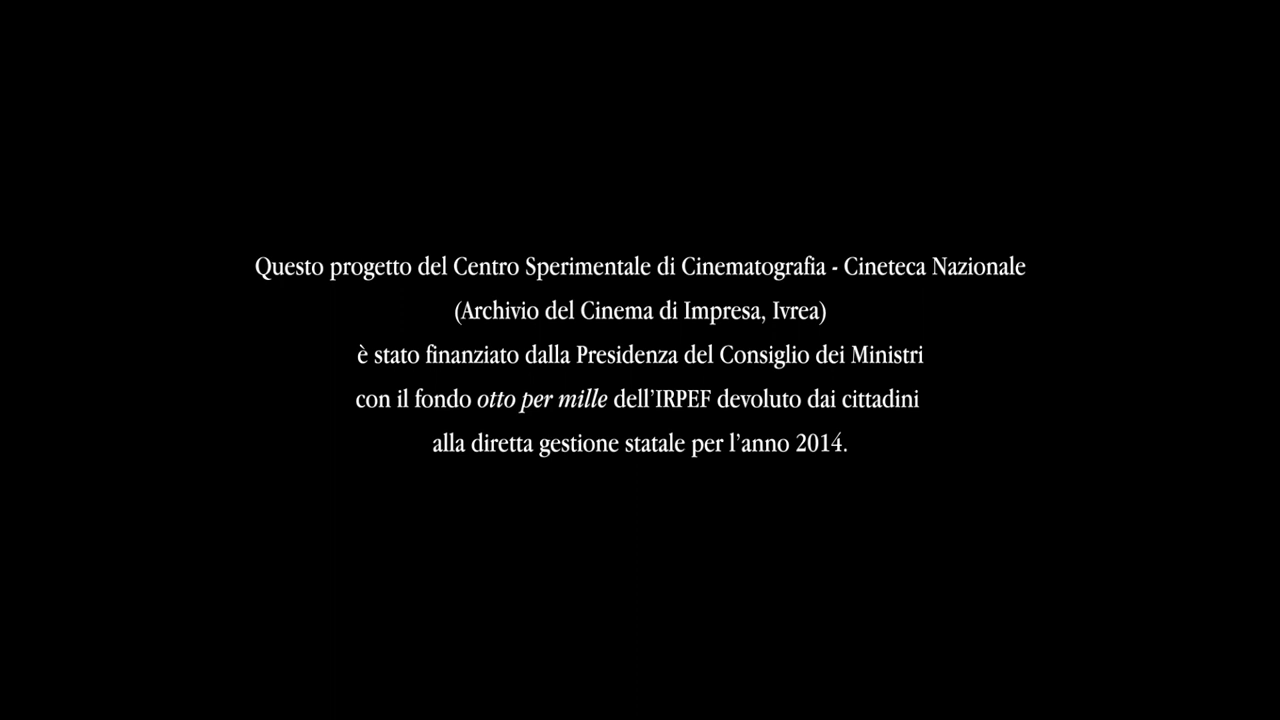 Questo progetto del Centro Sperimentale di Cinematografia - Cineteca Nazionale
(Archivio del Cinema di Impresa, Ivrea)
è stato finanziato dalla Presidenza del Consiglio dei Ministri
con il fondo otto per mille dell’IRPEF devoluto dai cittadini
alla diretta gestione statale per l’anno 2014.